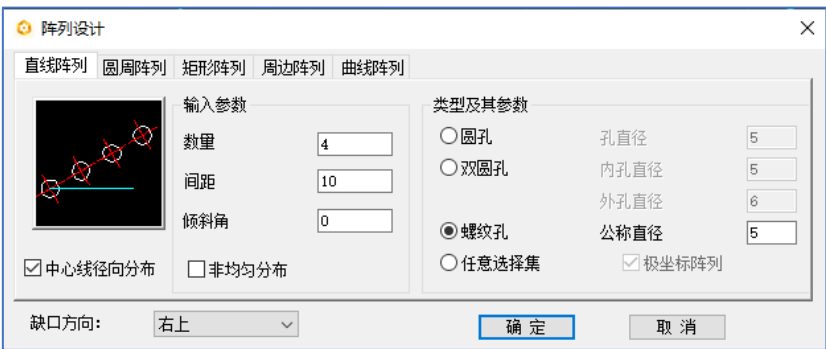 阵列设计
直线阵列 圆周阵列 矩形阵列 周边阵列 曲线阵列
输入参数 类型及其参数
数量 4 圆孔 孔直径 5
间距 10 双圆孔 内孔直径 5
外孔直径 6
倾斜角 0 螺纹孔 公称直径 5
中心线径向分布 非均匀分布 任意选择集 极坐标阵列
缺口方向: 右上 确 定 取 消